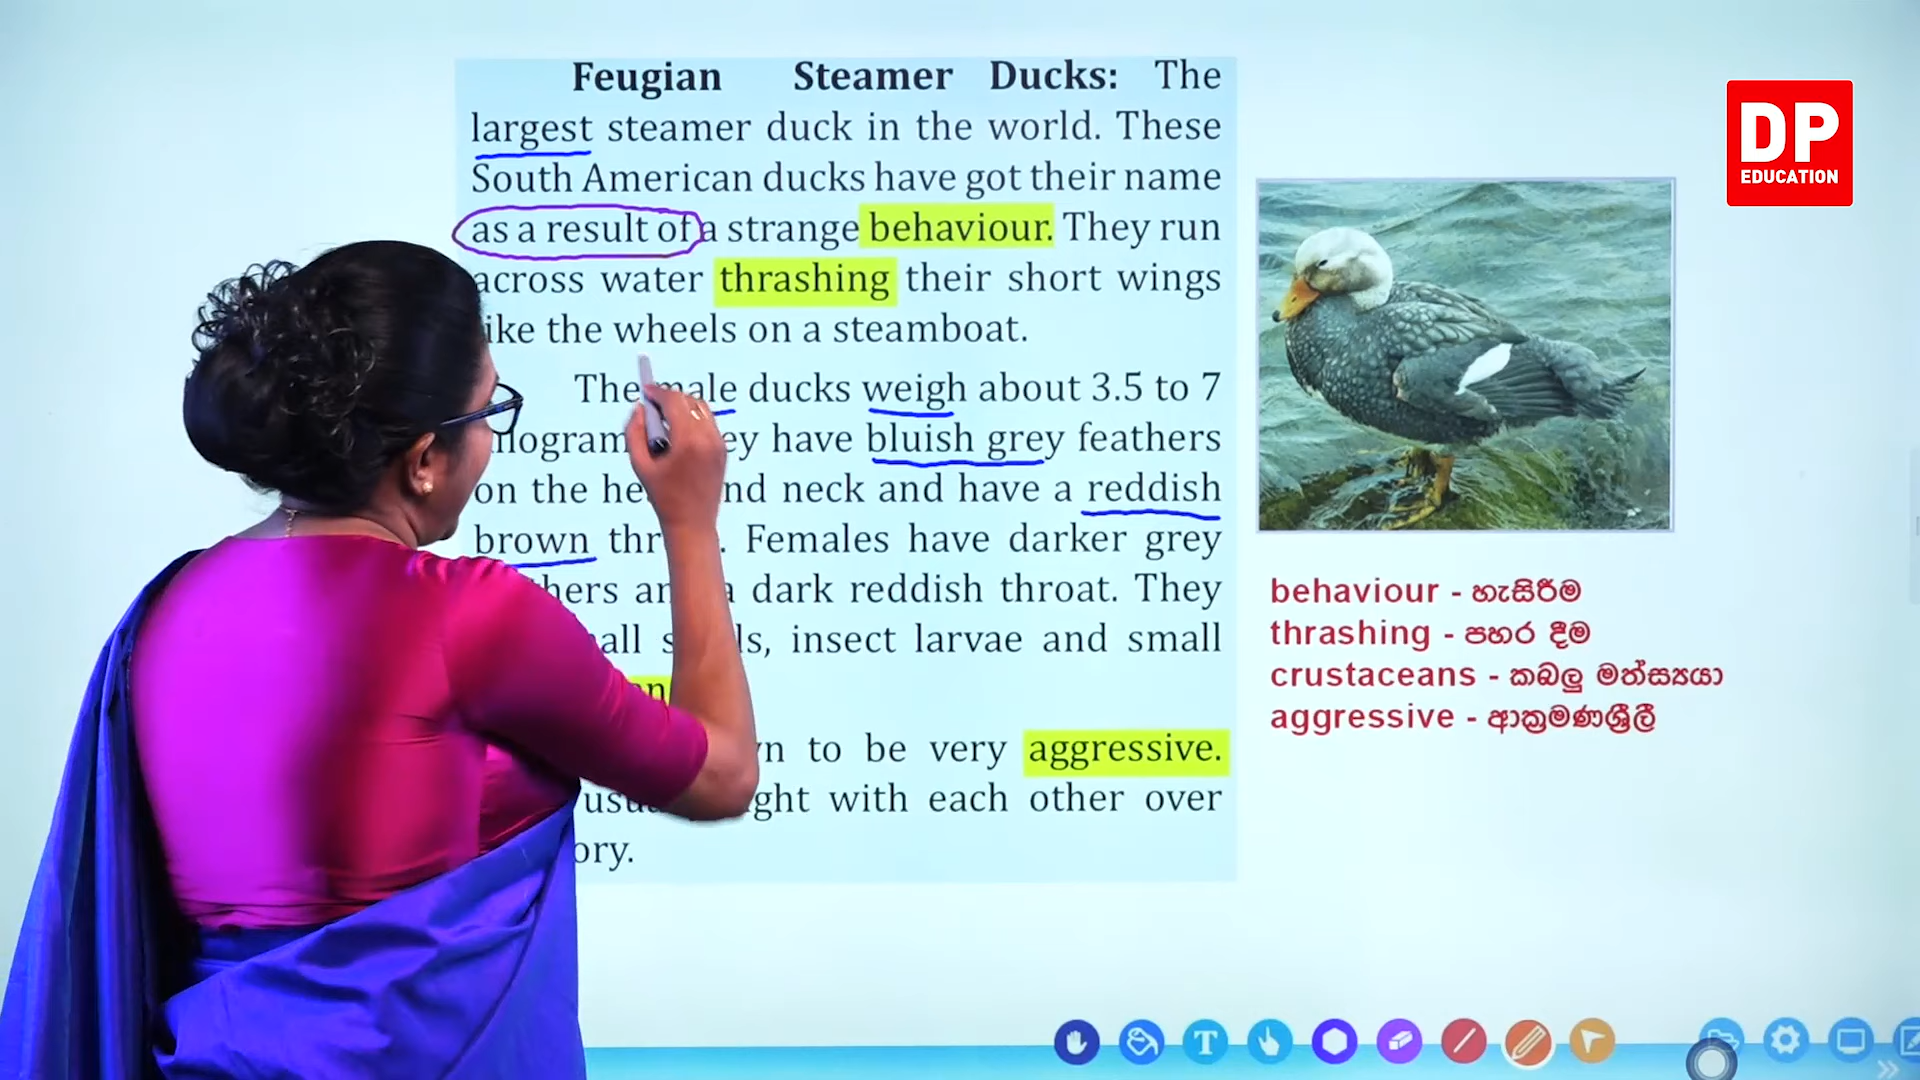 Feugian Steamer Ducks: The
largest steamer duck in the world. These
South American ducks have got their name
as a result of a strange behaviour. They run
across water thrashing their short wings
ike the wheels on a steamboat.
The male ducks weigh about 3.5 to 7
ey have bluish grey feathers
on the he nd neck and have a reddish
brown thr . Females have darker grey
hers an a dark reddish throat. They
all s ls, insect larvae and small
an
n to be very aggressive.
ght with each other over
ory.
DP
EDUCATION
behaviour - හැසිරීම
thrashing - පහර දීම
crustaceans - කබලු මත්ස්‍යයා
aggressive - ආක්‍රමණශ්‍රීලී
T